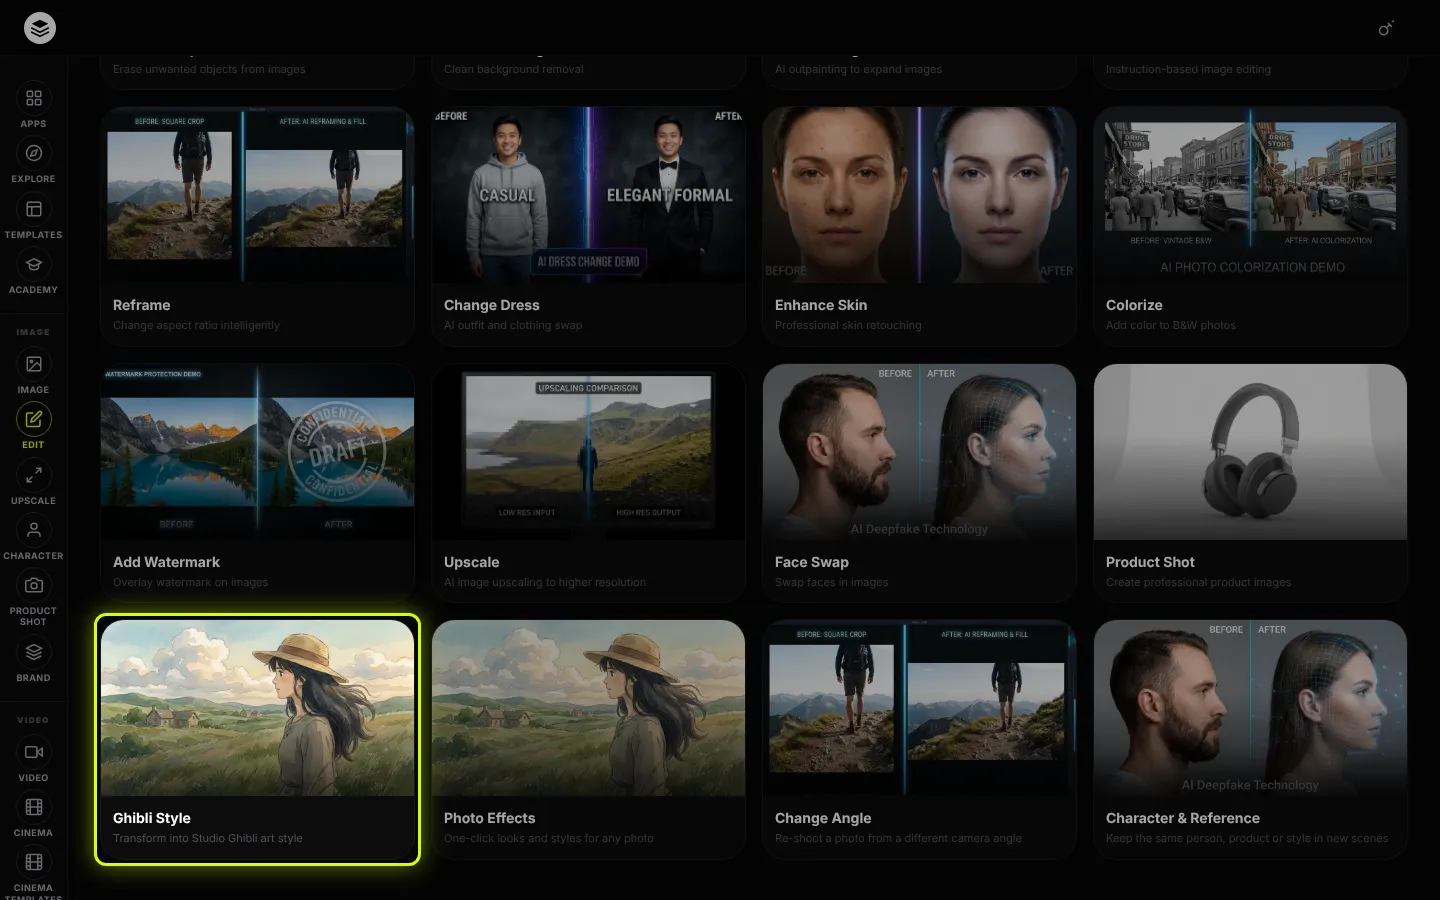 Erase unwanted objects from images
Clean background removal
AI outpainting to expand images
Instruction-based image editing
APPS
EXPLORE
TEMPLATES
ACADEMY
IMAGE
IMAGE
EDIT
UPSCALE
CHARACTER
PRODUCT
SHOT
BRAND
VIDEO
VIDEO
CINEMA
CINEMA
TEMPLATES
BEFORE: SQUARE CROP
AFTER: AI REFRAMING & FILL
Reframe
Change aspect ratio intelligently
BEFORE
AFTER
CASUAL
ELEGANT FORMAL
AI DRESS CHANGE DEMO
Change Dress
AI outfit and clothing swap
BEFORE
AFTER
Enhance Skin
Professional skin retouching
DRUG
STORE
DRUG
STORE
BEFORE: VINTAGE B&W
AFTER: AI COLORIZATION
AI PHOTO COLORIZATION DEMO
Colorize
Add color to B&W photos
WATERMARK PROTECTION DEMO
CONFIDENTIAL
DRAFT
CONFIDENTIAL
BEFORE
AFTER
Add Watermark
Overlay watermark on images
UPSCALING COMPARISON
LOW RES INPUT
HIGH RES OUTPUT
Upscale
AI image upscaling to higher resolution
BEFORE
AFTER
AI Deepfake Technology
Face Swap
Swap faces in images
Product Shot
Create professional product images
Ghibli Style
Transform into Studio Ghibli art style
Photo Effects
One-click looks and styles for any photo
BEFORE: SQUARE CROP
AFTER: AI REFRAMING & FILL
Change Angle
Re-shoot a photo from a different camera angle
BEFORE
AFTER
AI Deepfake Technology
Character & Reference
Keep the same person, product or style in new scenes